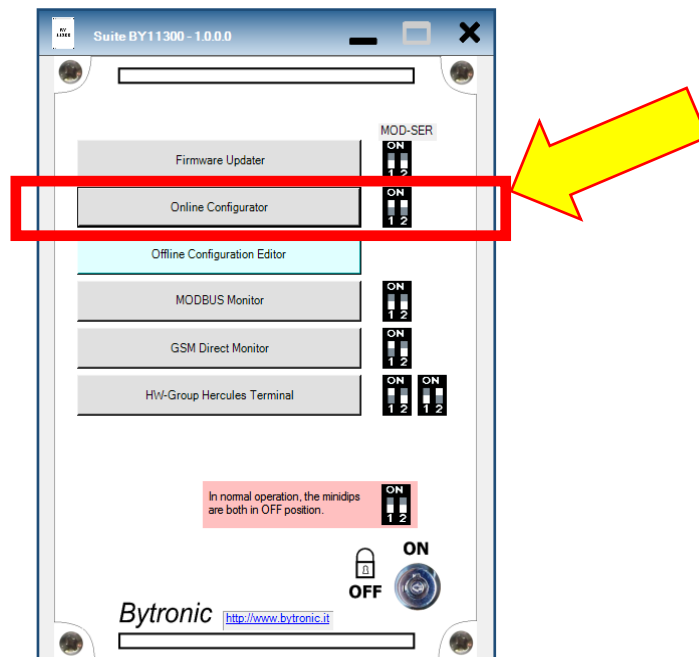 BY
11300
Suite BY11300 - 1.0.0.0
MOD-SER
Firmware Updater
ON
1 2
Online Configurator
ON
1 2
Offline Configuration Editor
MODBUS Monitor
ON
1 2
GSM Direct Monitor
ON
1 2
HW-Group Hercules Terminal
ON ON
1 2 1 2
In normal operation, the minidips
are both in OFF position.
ON
1 2
ON
OFF
Bytronic http://www.bytronic.it